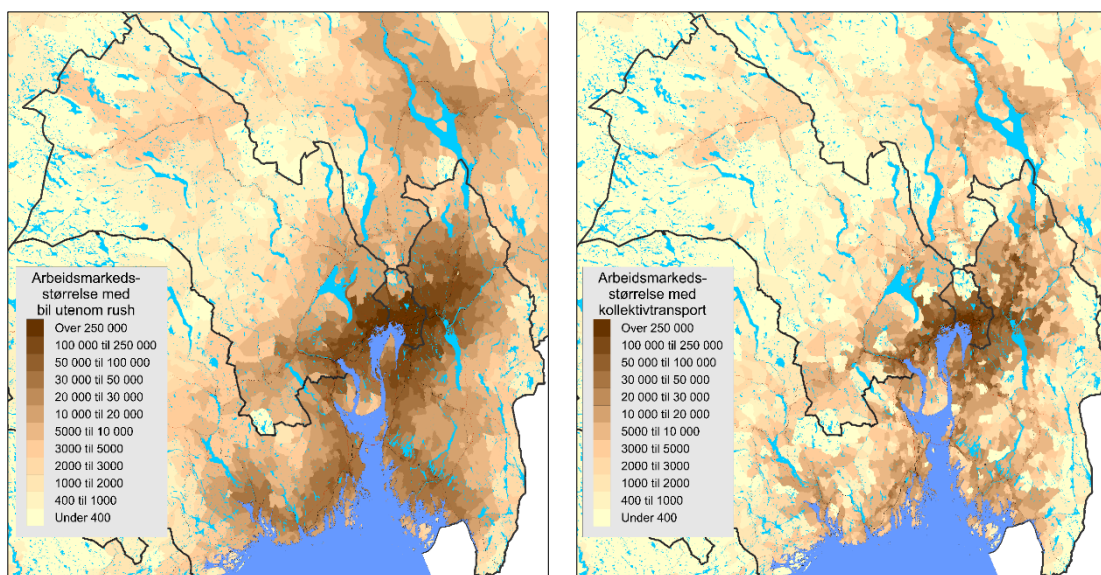 Arbeidsmarkeds-
størrelse med
bil utenom rush
Over 250 000
100 000 til 250 000
50 000 til 100 000
30 000 til 50 000
20 000 til 30 000
10 000 til 20 000
5000 til 10 000
3000 til 5000
2000 til 3000
1000 til 2000
400 til 1000
Under 400
Arbeidsmarkeds-
størrelse med
kollektivtransport
Over 250 000
100 000 til 250 000
50 000 til 100 000
30 000 til 50 000
20 000 til 30 000
10 000 til 20 000
5000 til 10 000
3000 til 5000
2000 til 3000
1000 til 2000
400 til 1000
Under 400